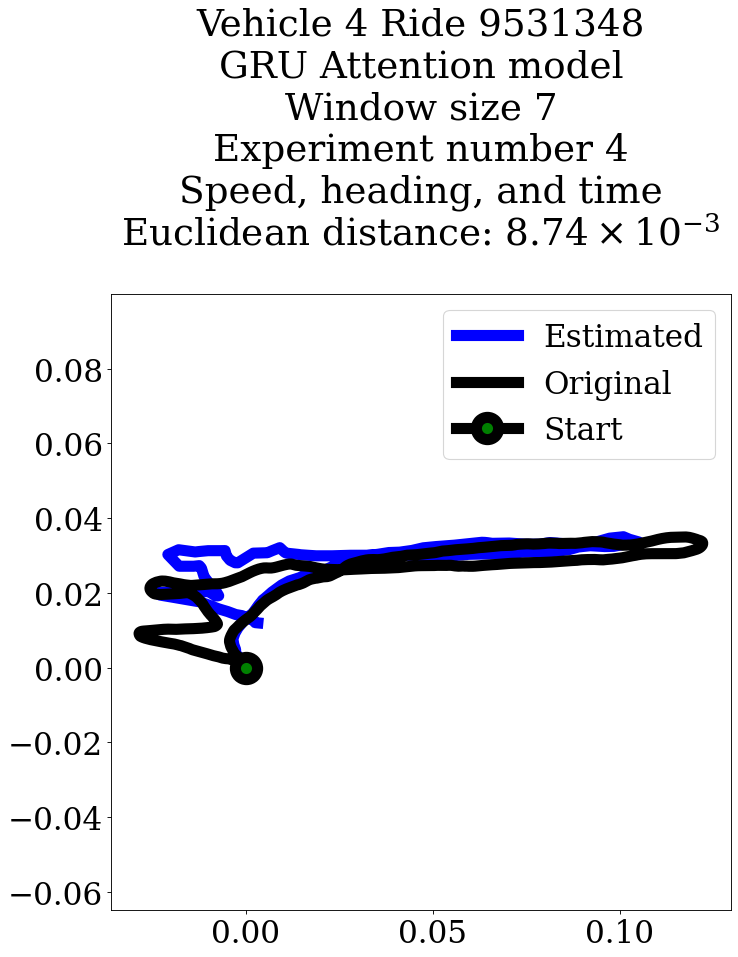 Vehicle 4 Ride 9531348
GRU Attention model
Window size 7
Experiment number 4
Speed, heading, and time
Euclidean distance: 8.74 × 10⁻³
Estimated
Original
Start
0.08
0.06
0.04
0.02
0.00
−0.02
−0.04
−0.06
0.00 0.05 0.10